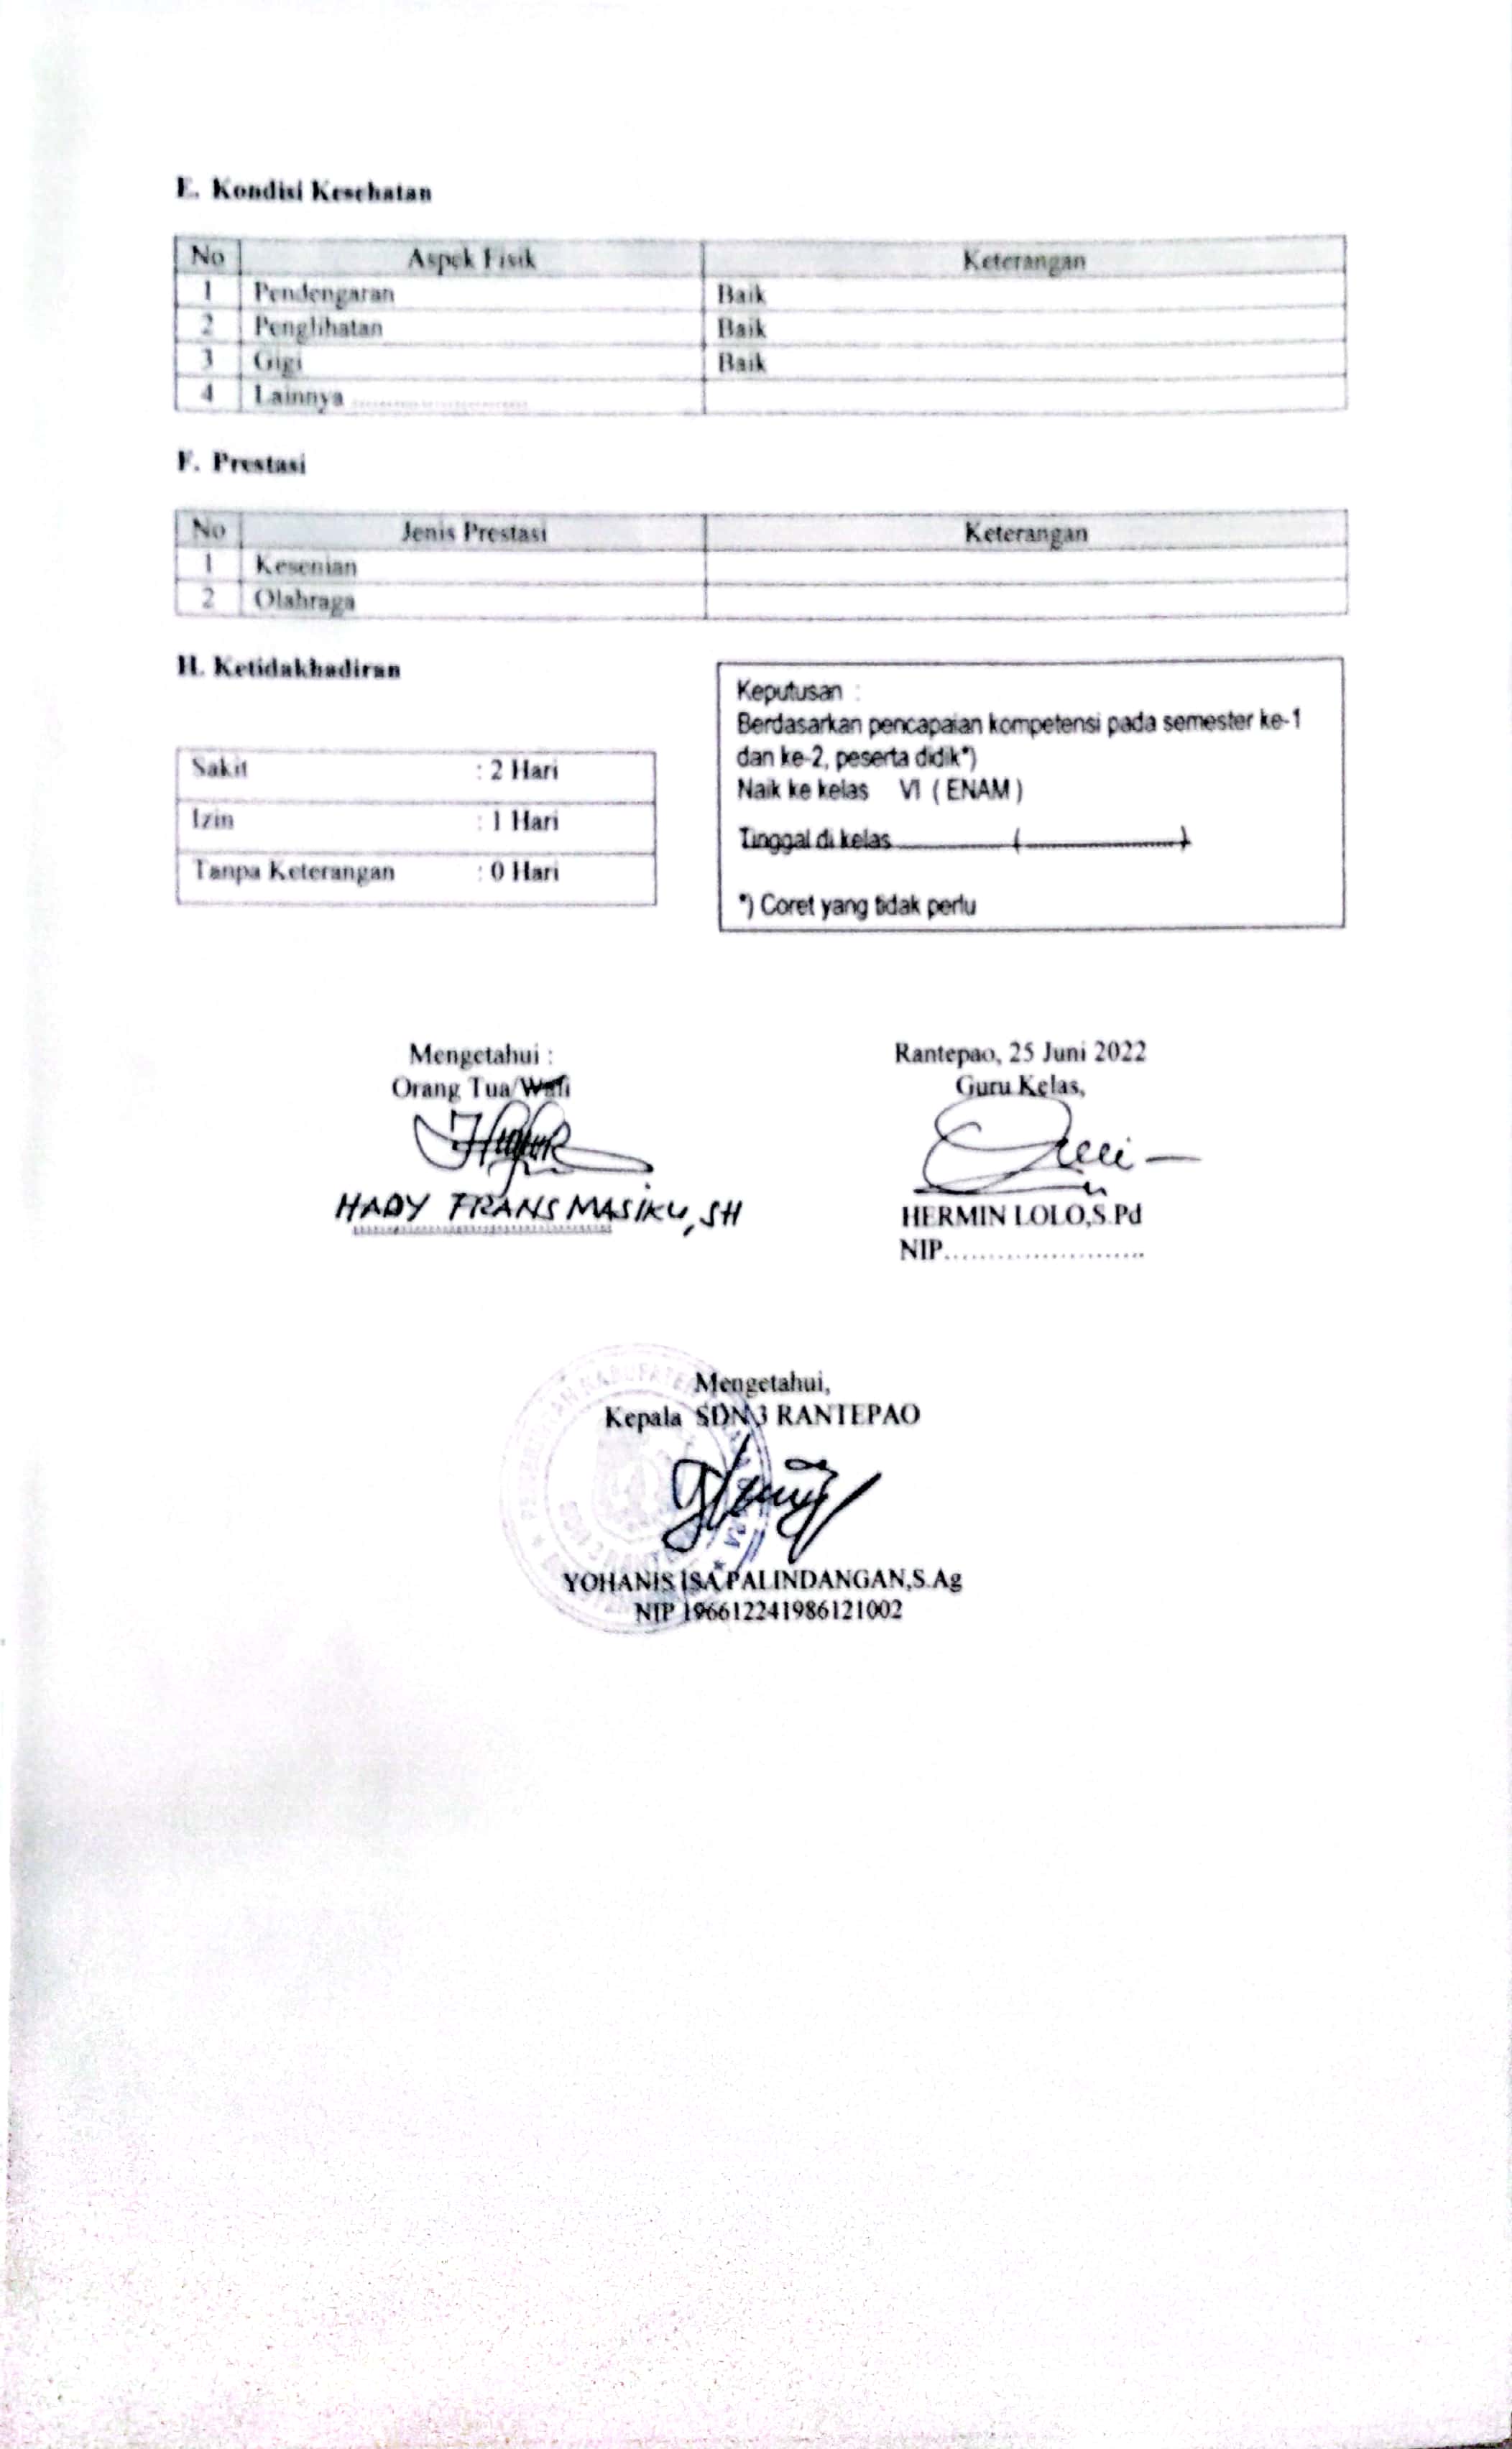 E. Kondisi Kesehatan
No Aspek Fisik Keterangan
1 Pendengaran Baik
2 Penglihatan Baik
3 Gigi Baik
4 Lainnya ............................
F. Prestasi
No Jenis Prestasi Keterangan
1 Kesenian
2 Olahraga
H. Ketidakhadiran
Sakit : 2 Hari
Izin : 1 Hari
Tanpa Keterangan : 0 Hari
Keputusan :
Berdasarkan pencapaian kompetensi pada semester ke-1
dan ke-2, peserta didik*)
Naik ke kelas VI ( ENAM )
Tinggal di kelas..................(........................)
*) Coret yang tidak perlu
Mengetahui :
Orang Tua/Wali
HADY FRANS MASIKU, SH
Rantepao, 25 Juni 2022
Guru Kelas,
HERMIN LOLO,S.Pd
NIP........................
Mengetahui,
Kepala SDN 3 RANTEPAO
YOHANIS ISA PALINDANGAN,S.Ag
NIP 196612241986121002